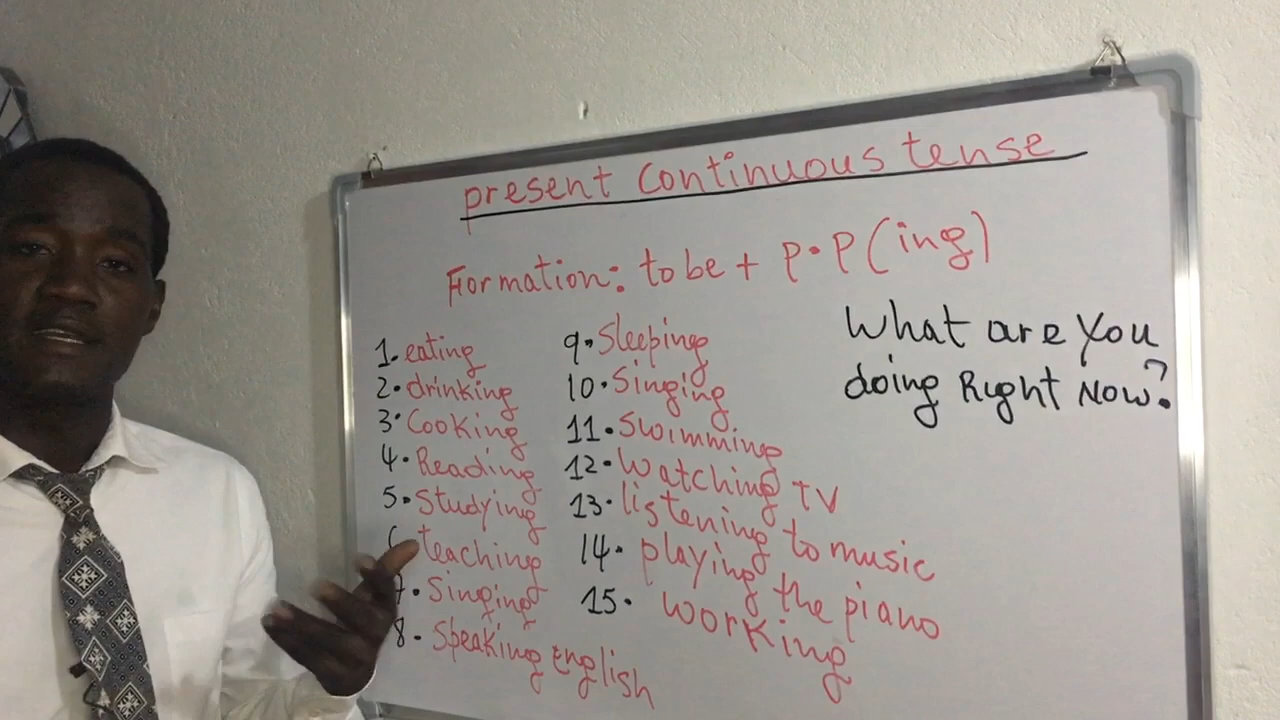 present continuous tense
Formation: to be + P.P (ing)
1. eating
2. drinking
3. Cooking
4. Reading
5. Studying
6 teaching
7. Singing
8. Speaking English
9. Sleeping
10. Singing
11. Swimming
12. Watching TV
13. listening to music
14. playing the piano
15. working
What are You
doing Right Now?